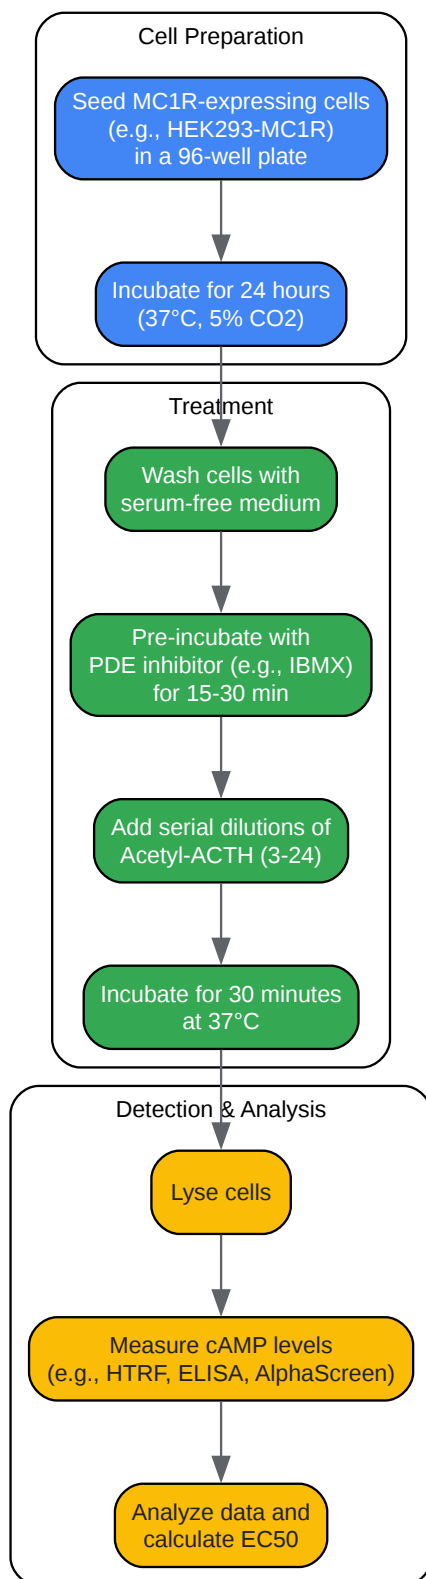 Cell Preparation
Seed MC1R-expressing cells
(e.g., HEK293-MC1R)
in a 96-well plate
Incubate for 24 hours
(37°C, 5% CO2)
Treatment
Wash cells with
serum-free medium
Pre-incubate with
PDE inhibitor (e.g., IBMX)
for 15-30 min
Add serial dilutions of
Acetyl-ACTH (3-24)
Incubate for 30 minutes
at 37°C
Detection & Analysis
Lyse cells
Measure cAMP levels
(e.g., HTRF, ELISA, AlphaScreen)
Analyze data and
calculate EC50